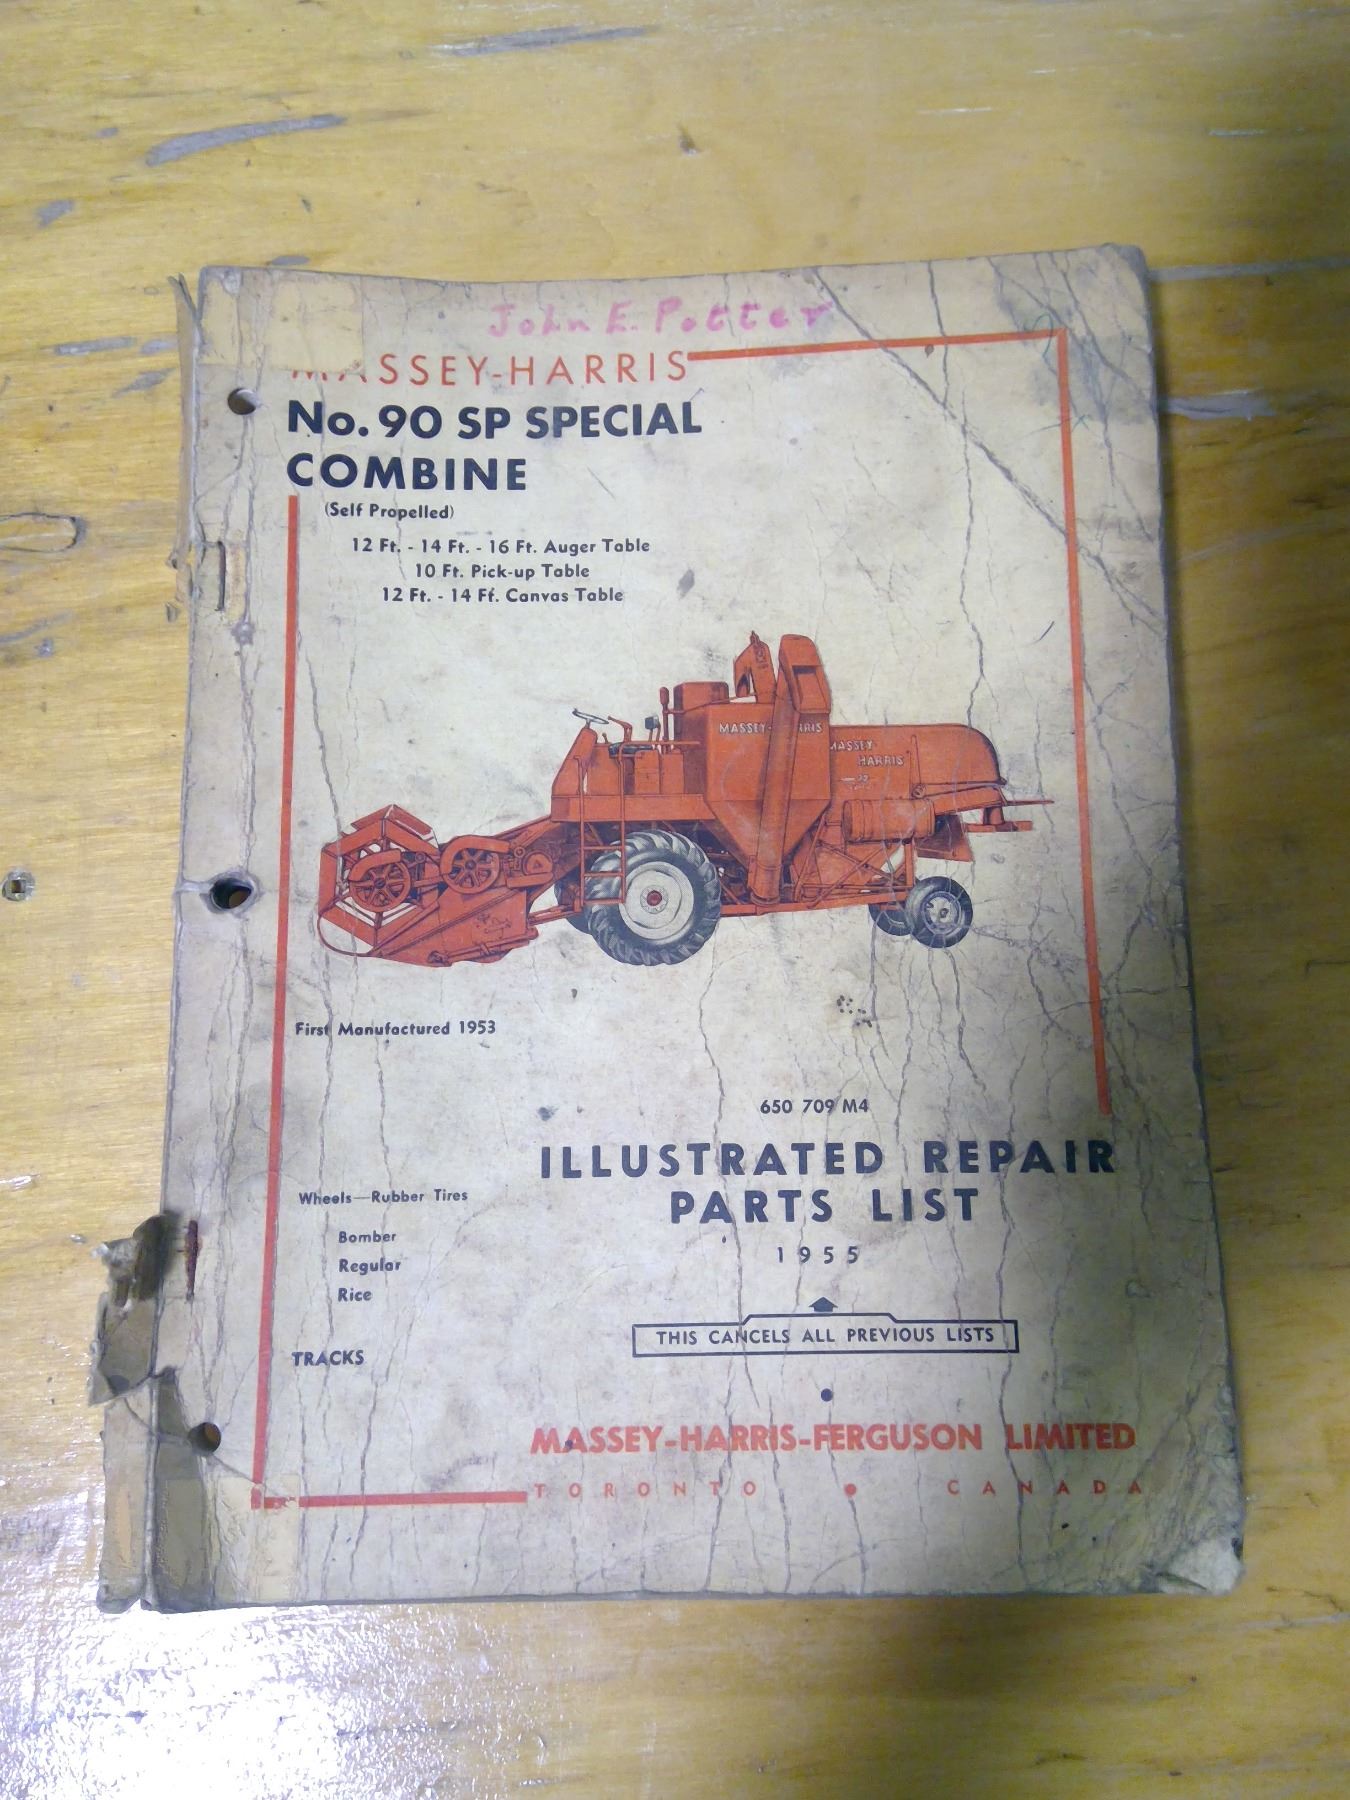 John E. Potter
MASSEY-HARRIS
No. 90 SP SPECIAL
COMBINE
(Self Propelled)
12 Ft. - 14 Ft. - 16 Ft. Auger Table
10 Ft. Pick-up Table
12 Ft. - 14 Ft. Canvas Table
MASSEY-HARRIS
MASSEY
HARRIS
First Manufactured 1953
650 709 M4
ILLUSTRATED REPAIR
PARTS LIST
1955
Wheels—Rubber Tires
Bomber
Regular
Rice
TRACKS
THIS CANCELS ALL PREVIOUS LISTS
MASSEY-HARRIS-FERGUSON LIMITED
TORONTO • CANADA